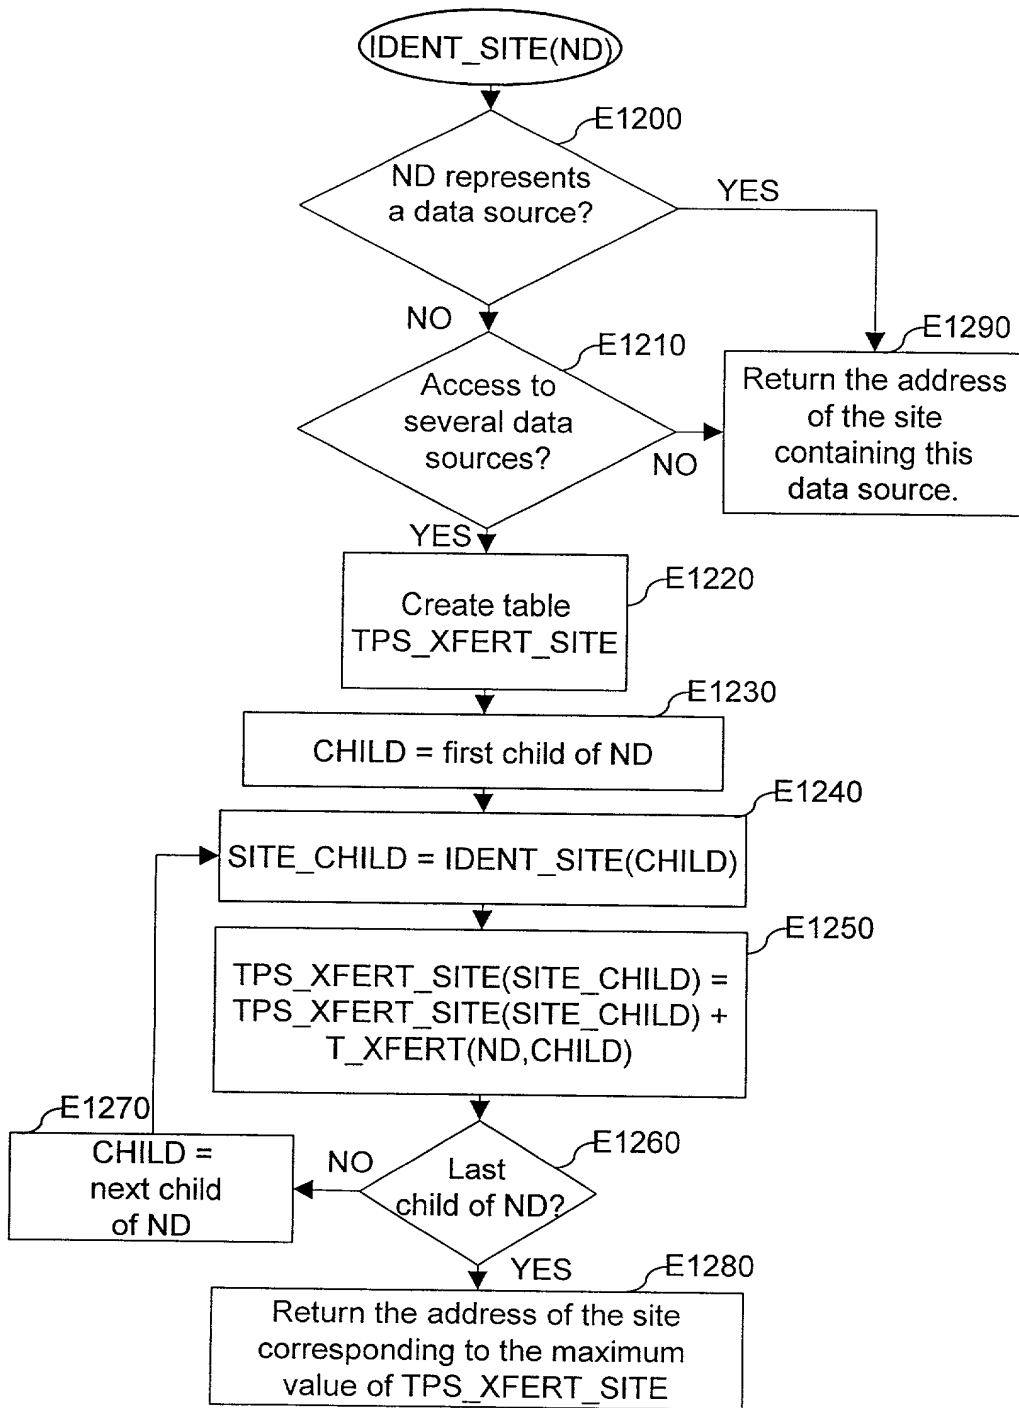 IDENT_SITE(ND)
E1200
ND represents
a data source?
YES
NO
E1210
E1290
Access to
several data
sources?
NO
Return the address
of the site
containing this
data source.
YES
E1220
Create table
TPS_XFERT_SITE
E1230
CHILD = first child of ND
E1240
SITE_CHILD = IDENT_SITE(CHILD)
E1250
TPS_XFERT_SITE(SITE_CHILD) =
TPS_XFERT_SITE(SITE_CHILD) +
T_XFERT(ND,CHILD)
E1270
CHILD =
next child
of ND
NO
E1260
Last
child of ND?
YES
E1280
Return the address of the site
corresponding to the maximum
value of TPS_XFERT_SITE